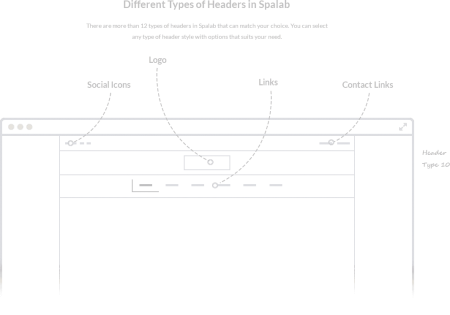 Different Types of Headers in Spalab
There are more than 12 types of headers in Spalab that can match your choice. You can select
any type of header style with options that suits your need.
Logo
Social Icons
Links
Contact Links
Header
Type 10